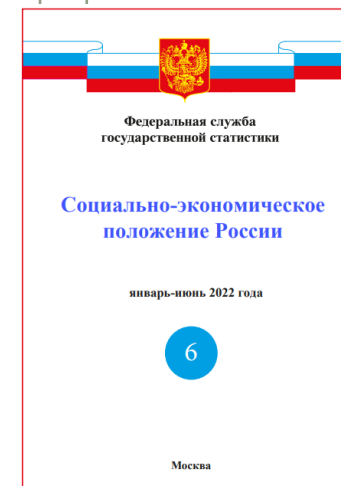 Федеральная служба
государственной статистики
Социально-экономическое
положение России
январь-июнь 2022 года
6
Москва